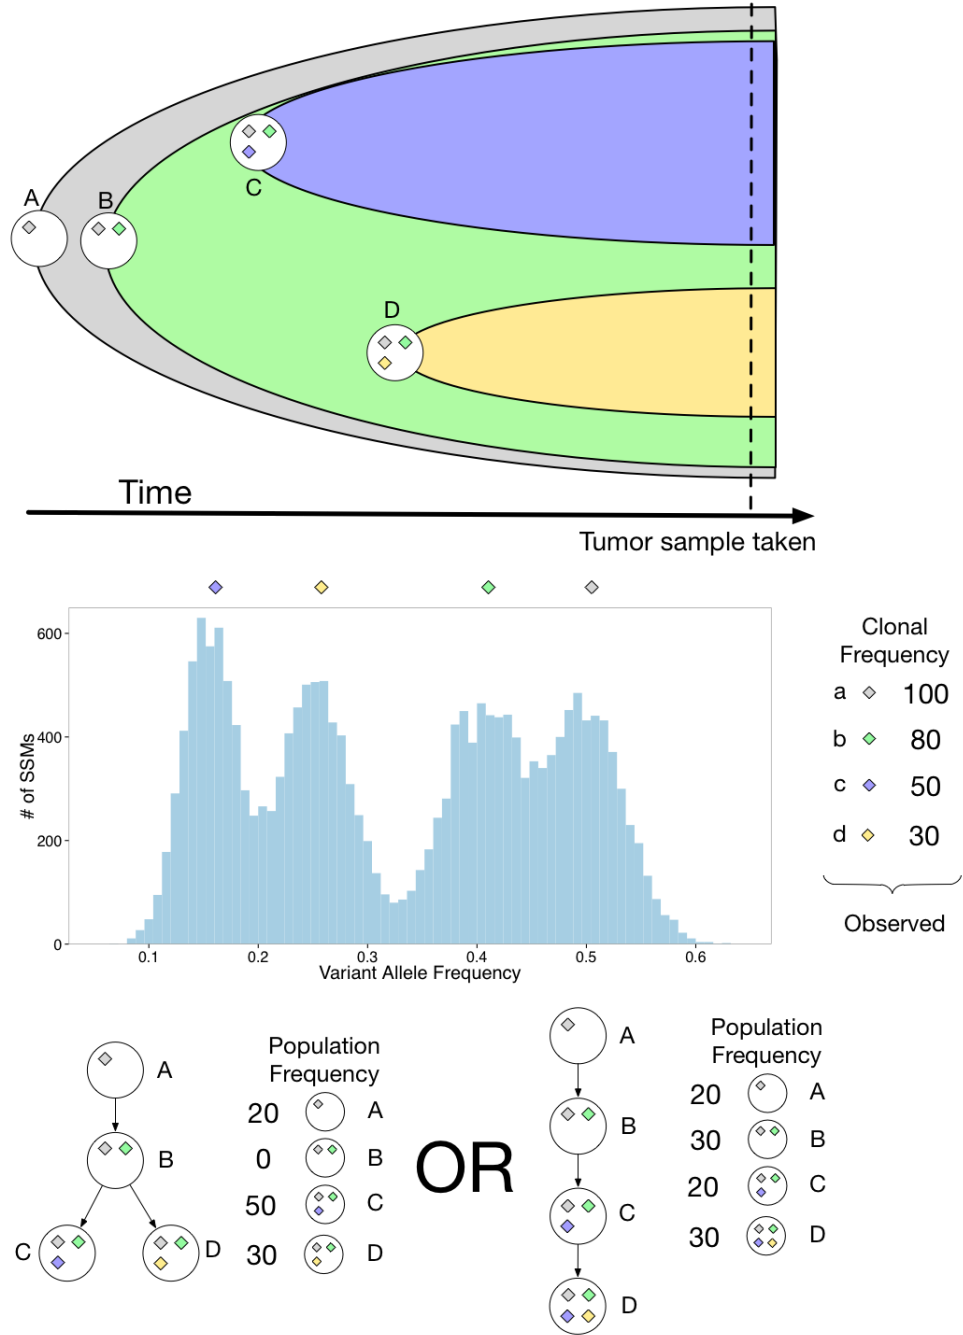 A
B
C
D
Time
Tumor sample taken
# of SSMs
600
400
200
0
0.1 0.2 0.3 0.4 0.5 0.6
Variant Allele Frequency
Clonal
Frequency
a 100
b 80
c 50
d 30
Observed
A
B
C D
Population
Frequency
20 A
0 B
50 C
30 D
OR
A
B
C
D
Population
Frequency
20 A
30 B
20 C
30 D